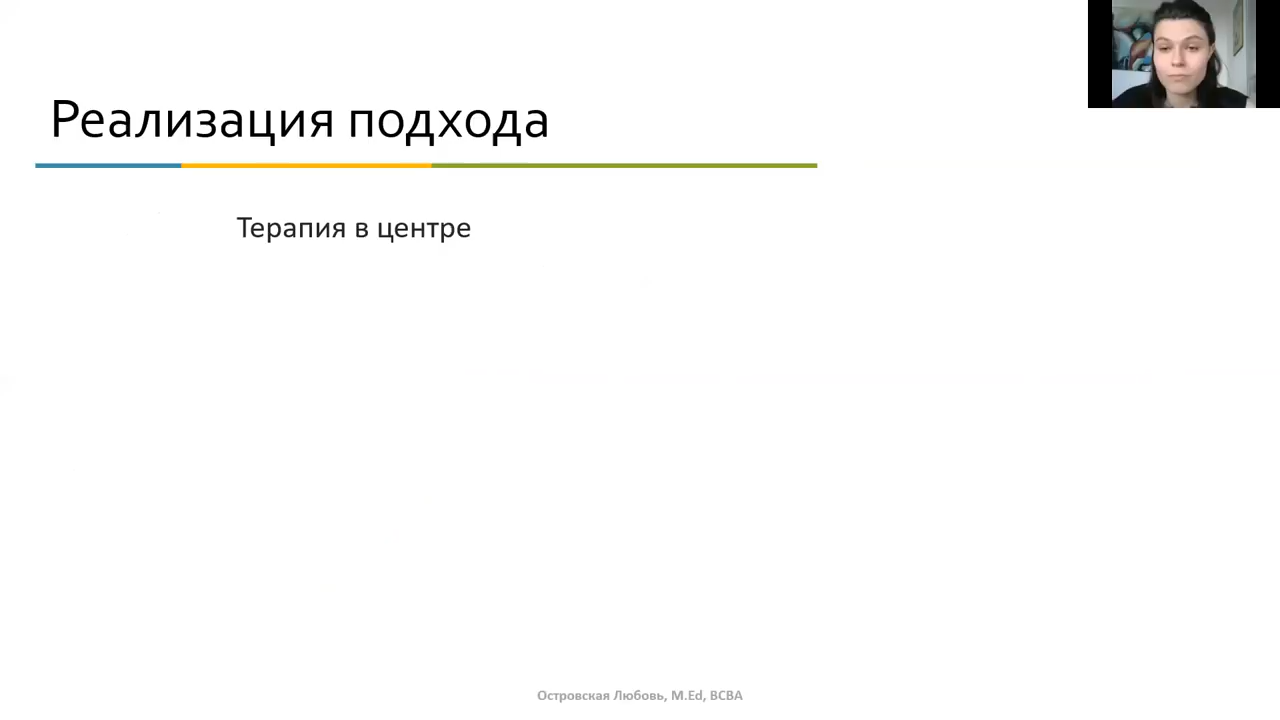 Реализация подхода
Терапия в центре
Островская Любовь, M.Ed, BCBA